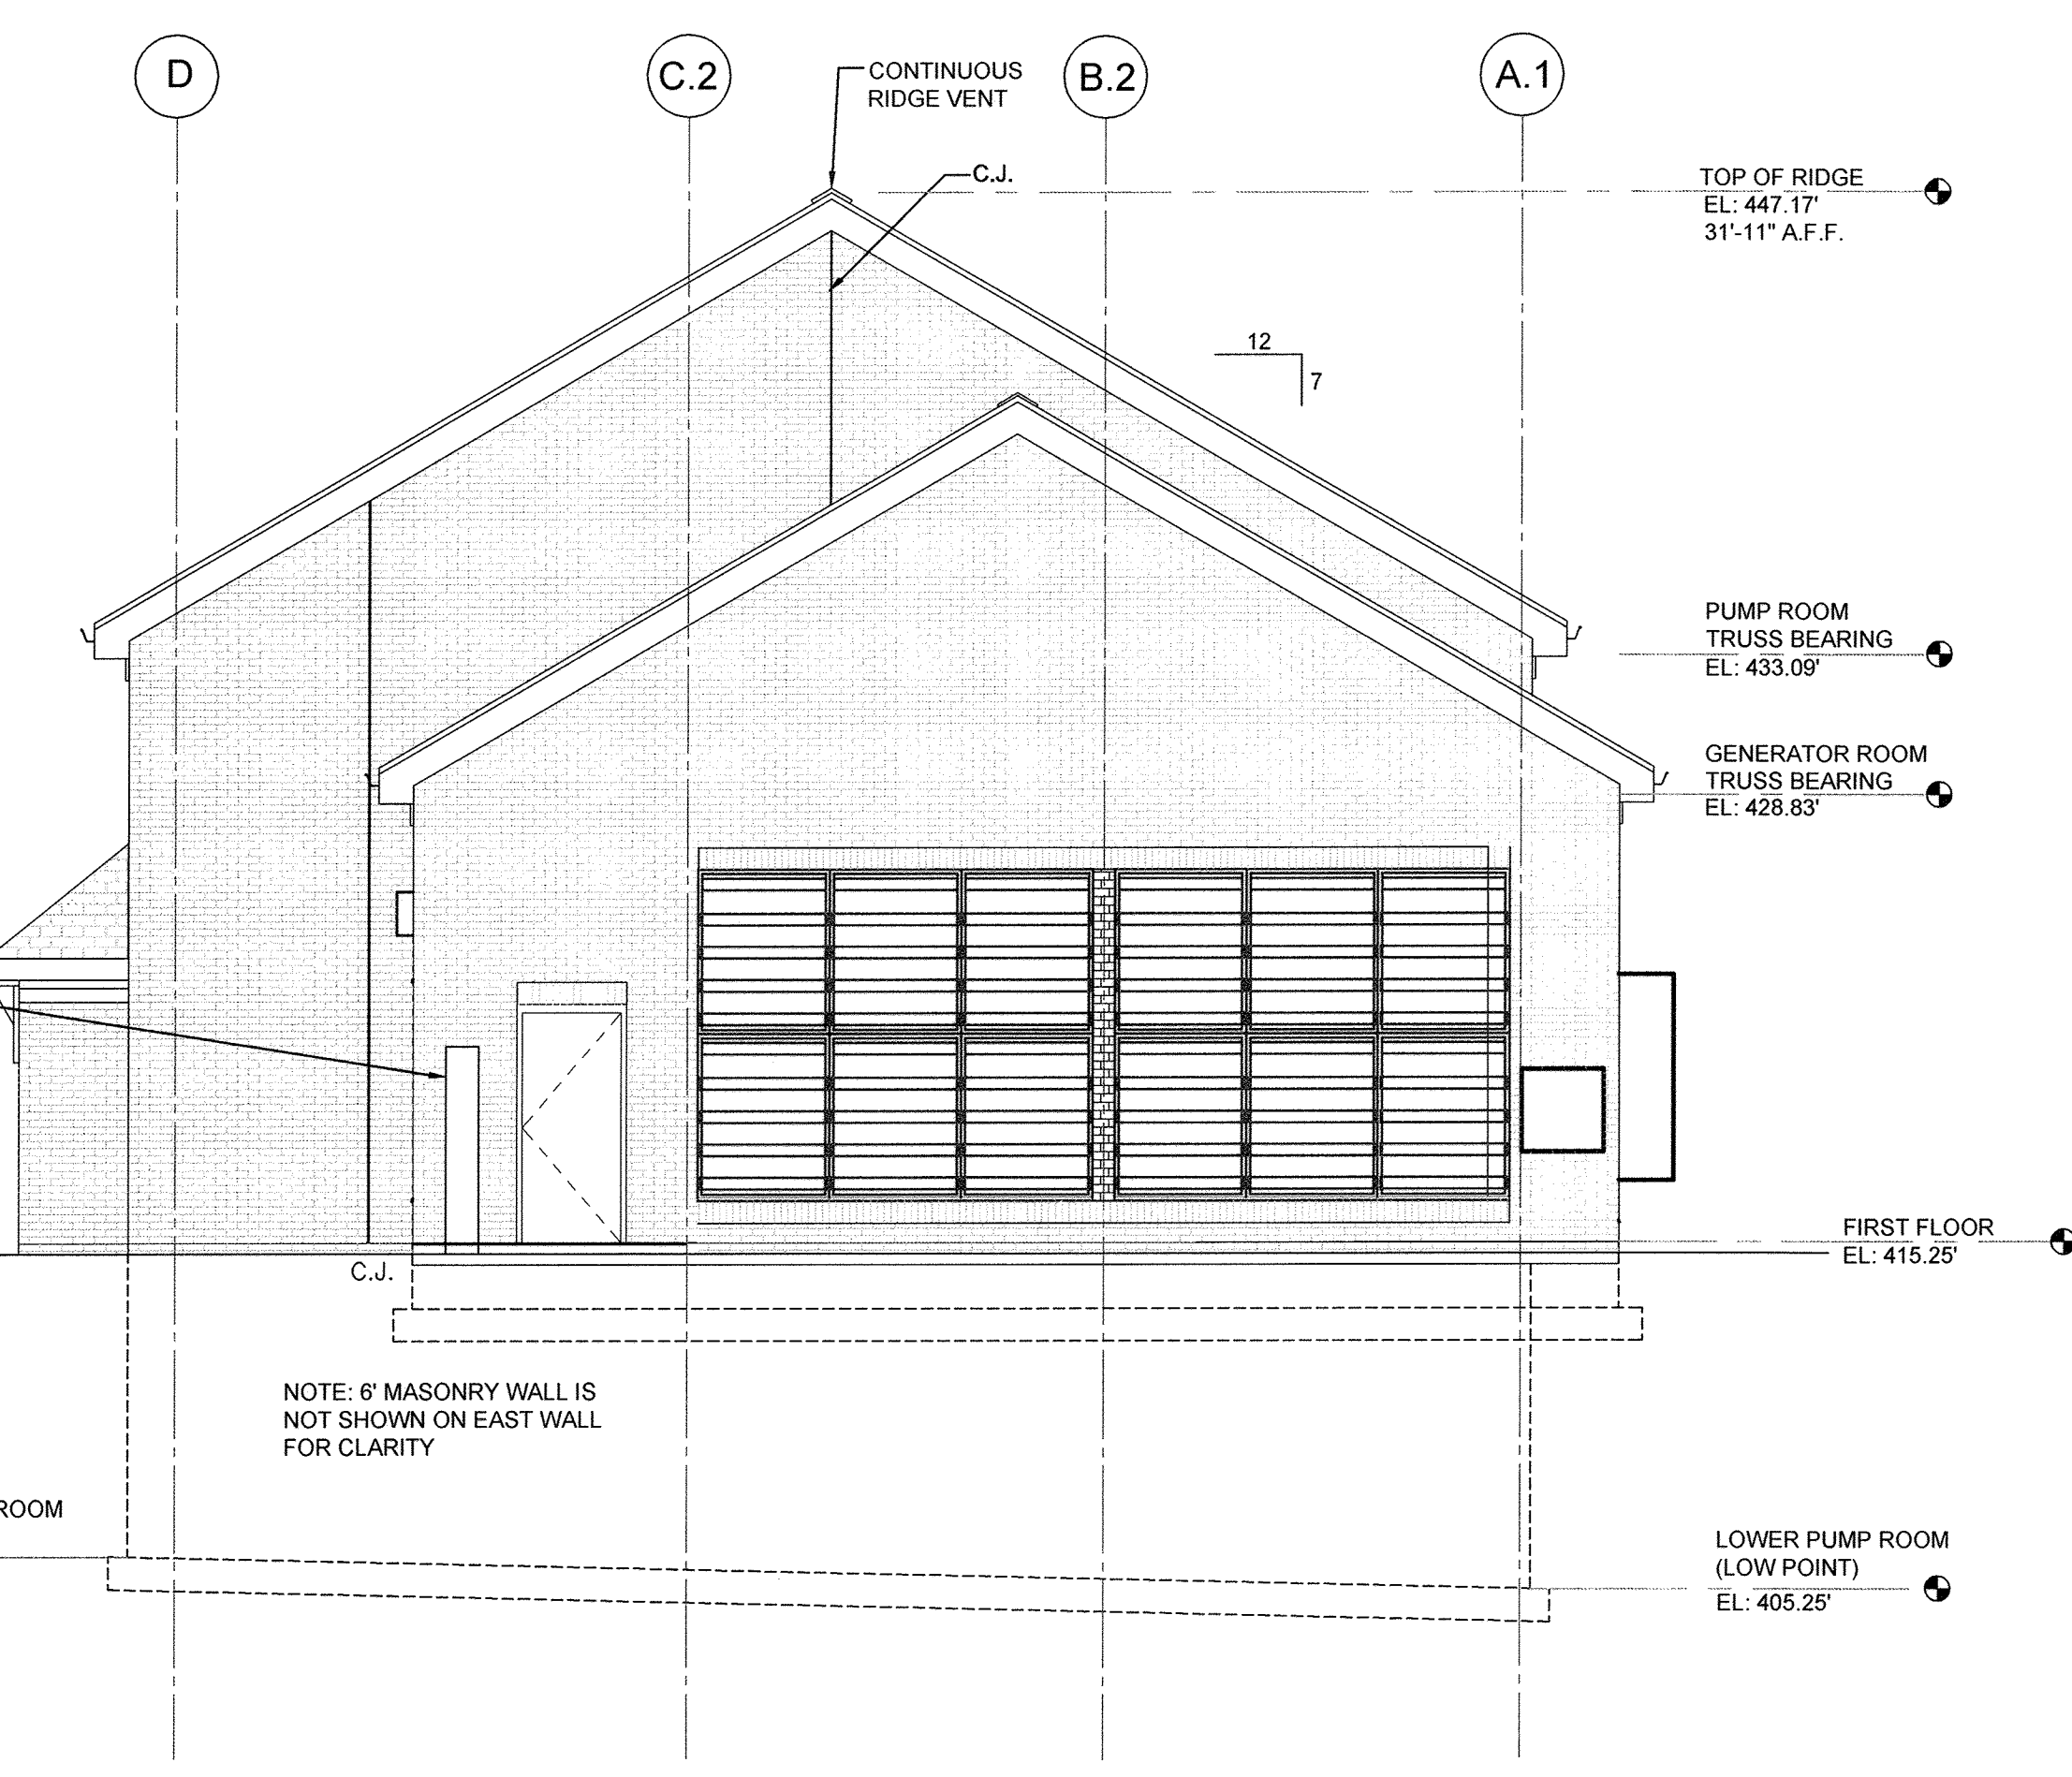 D
C.2
B.2
A.1
CONTINUOUS
RIDGE VENT
C.J.
TOP OF RIDGE
EL: 447.17'
31'-11" A.F.F.
12
7
PUMP ROOM
TRUSS BEARING
EL: 433.09'
GENERATOR ROOM
TRUSS BEARING
EL: 428.83'
FIRST FLOOR
EL: 415.25'
C.J.
NOTE: 6' MASONRY WALL IS
NOT SHOWN ON EAST WALL
FOR CLARITY
ROOM
LOWER PUMP ROOM
(LOW POINT)
EL: 405.25'